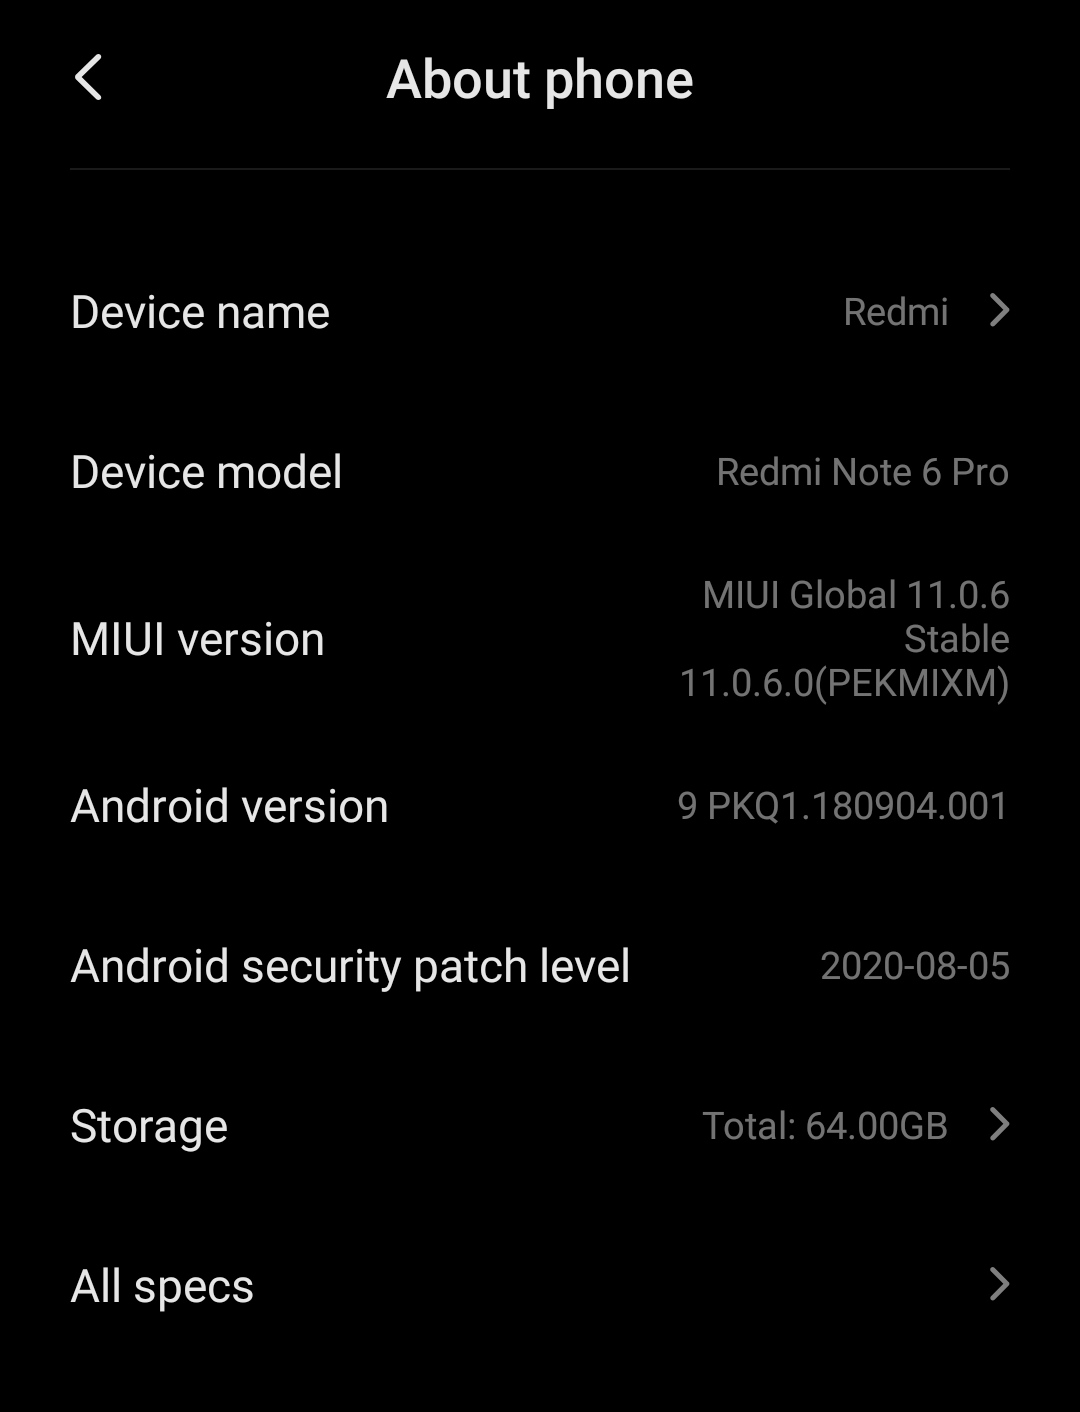 About phone
Device name Redmi
Device model Redmi Note 6 Pro
MIUI version MIUI Global 11.0.6
Stable
11.0.6.0(PEKMIXM)
Android version 9 PKQ1.180904.001
Android security patch level 2020-08-05
Storage Total: 64.00GB
All specs